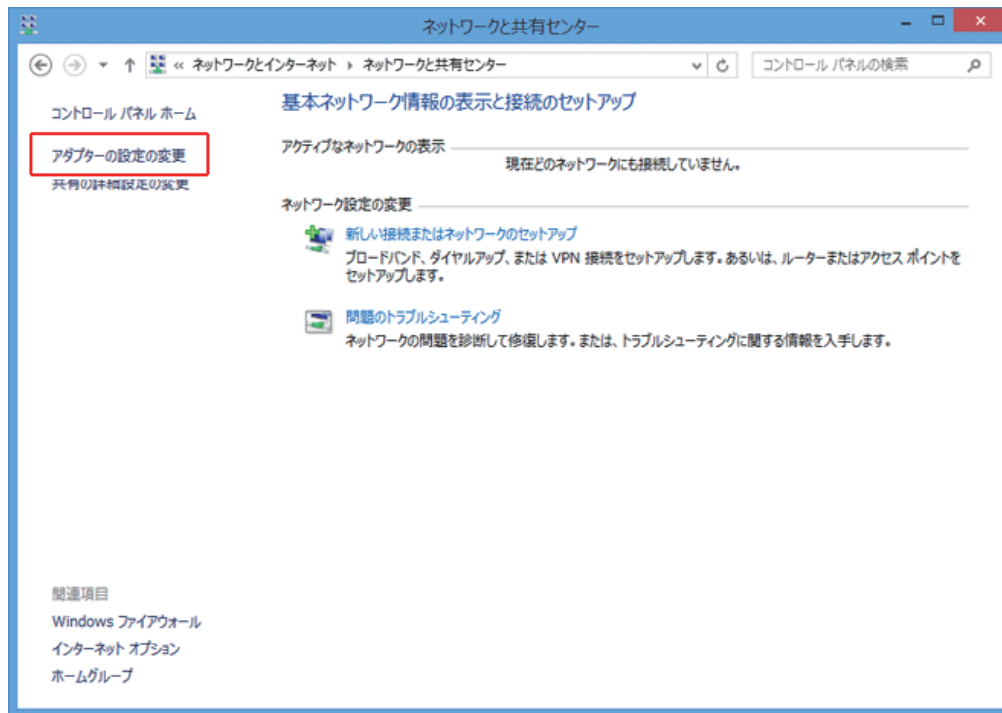 ネットワークと共有センター
« ネットワークとインターネット › ネットワークと共有センター
コントロール パネルの検索
コントロール パネル ホーム
アダプターの設定の変更
共有の詳細設定の変更
基本ネットワーク情報の表示と接続のセットアップ
アクティブなネットワークの表示
現在どのネットワークにも接続していません。
ネットワーク設定の変更
新しい接続またはネットワークのセットアップ
ブロードバンド、ダイヤルアップ、または VPN 接続をセットアップします。あるいは、ルーターまたはアクセス ポイントを
セットアップします。
問題のトラブルシューティング
ネットワークの問題を診断して修復します。または、トラブルシューティングに関する情報を入手します。
関連項目
Windows ファイアウォール
インターネット オプション
ホームグループ